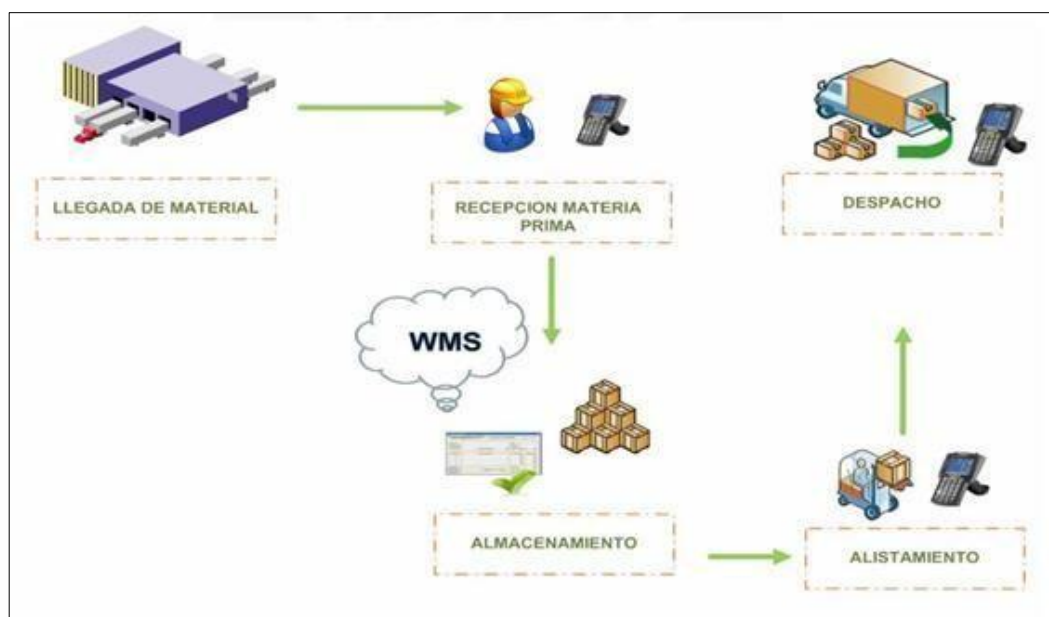 LLEGADA DE MATERIAL
RECEPCION MATERIA
PRIMA
DESPACHO
WMS
ALMACENAMIENTO
ALISTAMIENTO